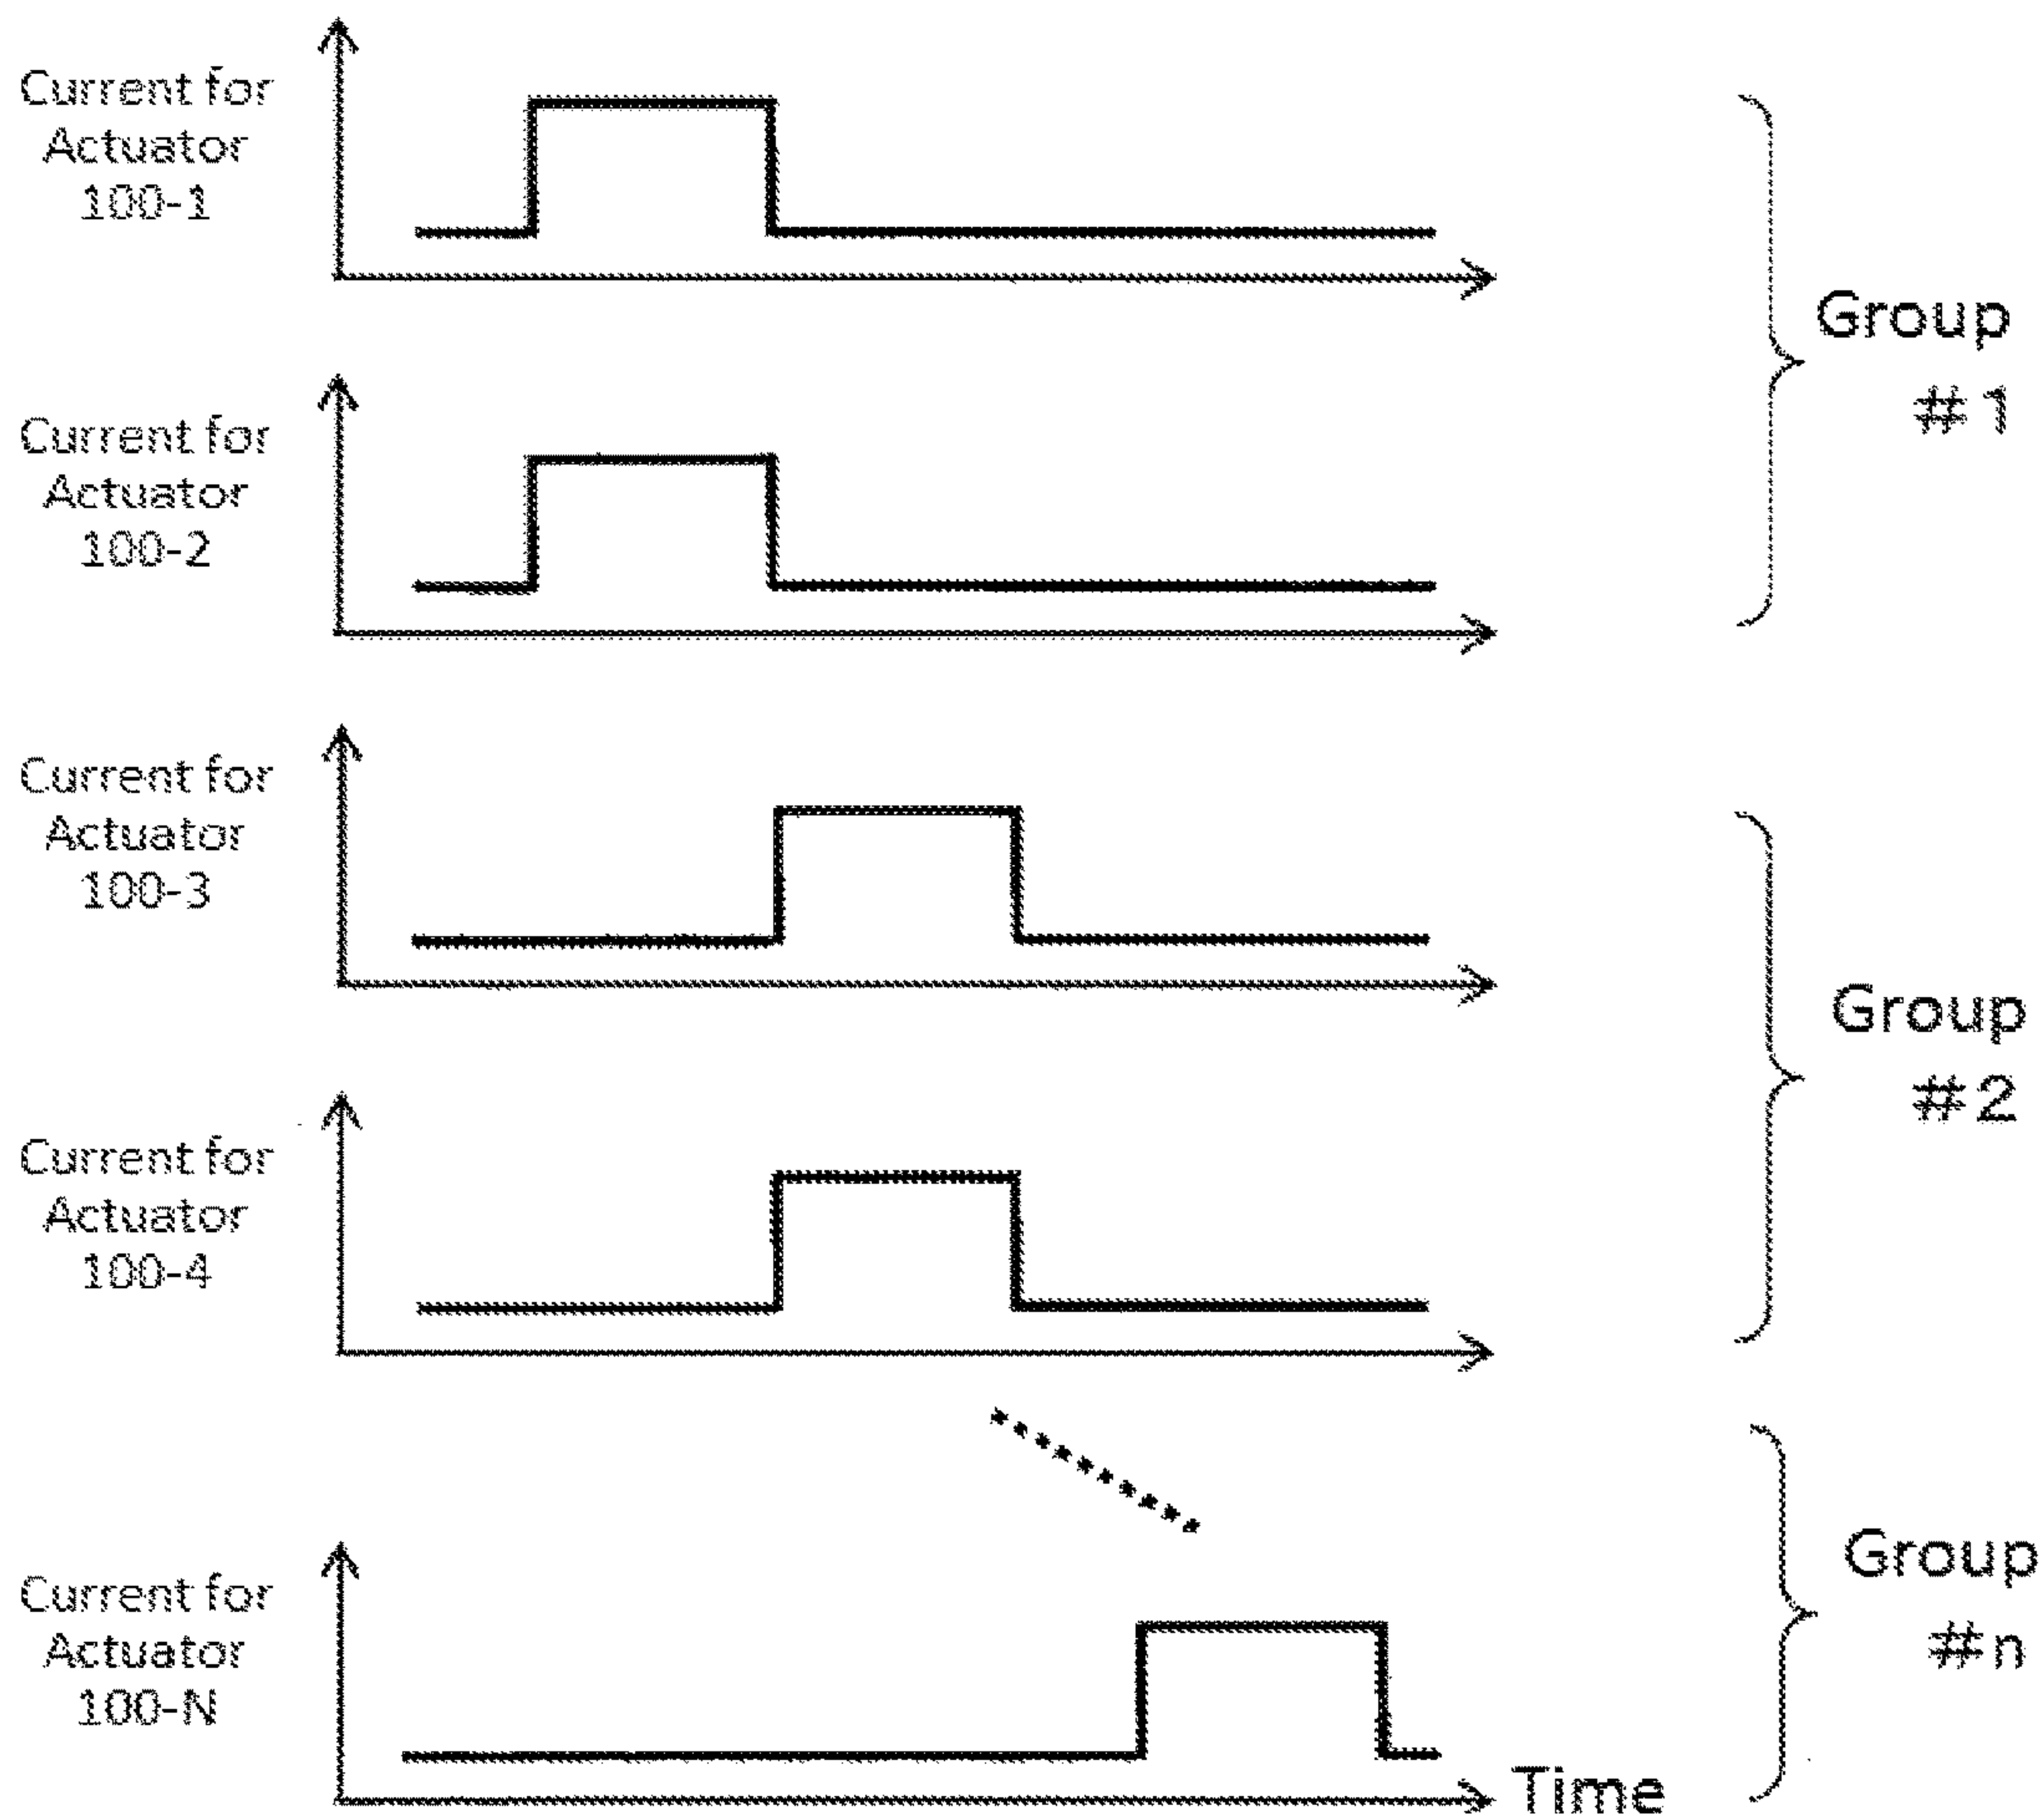 Current for
Actuator
100-1
Group
#1
Current for
Actuator
100-2
Current for
Actuator
100-3
Group
#2
Current for
Actuator
100-4
Group
#n
Current for
Actuator
100-N
Time